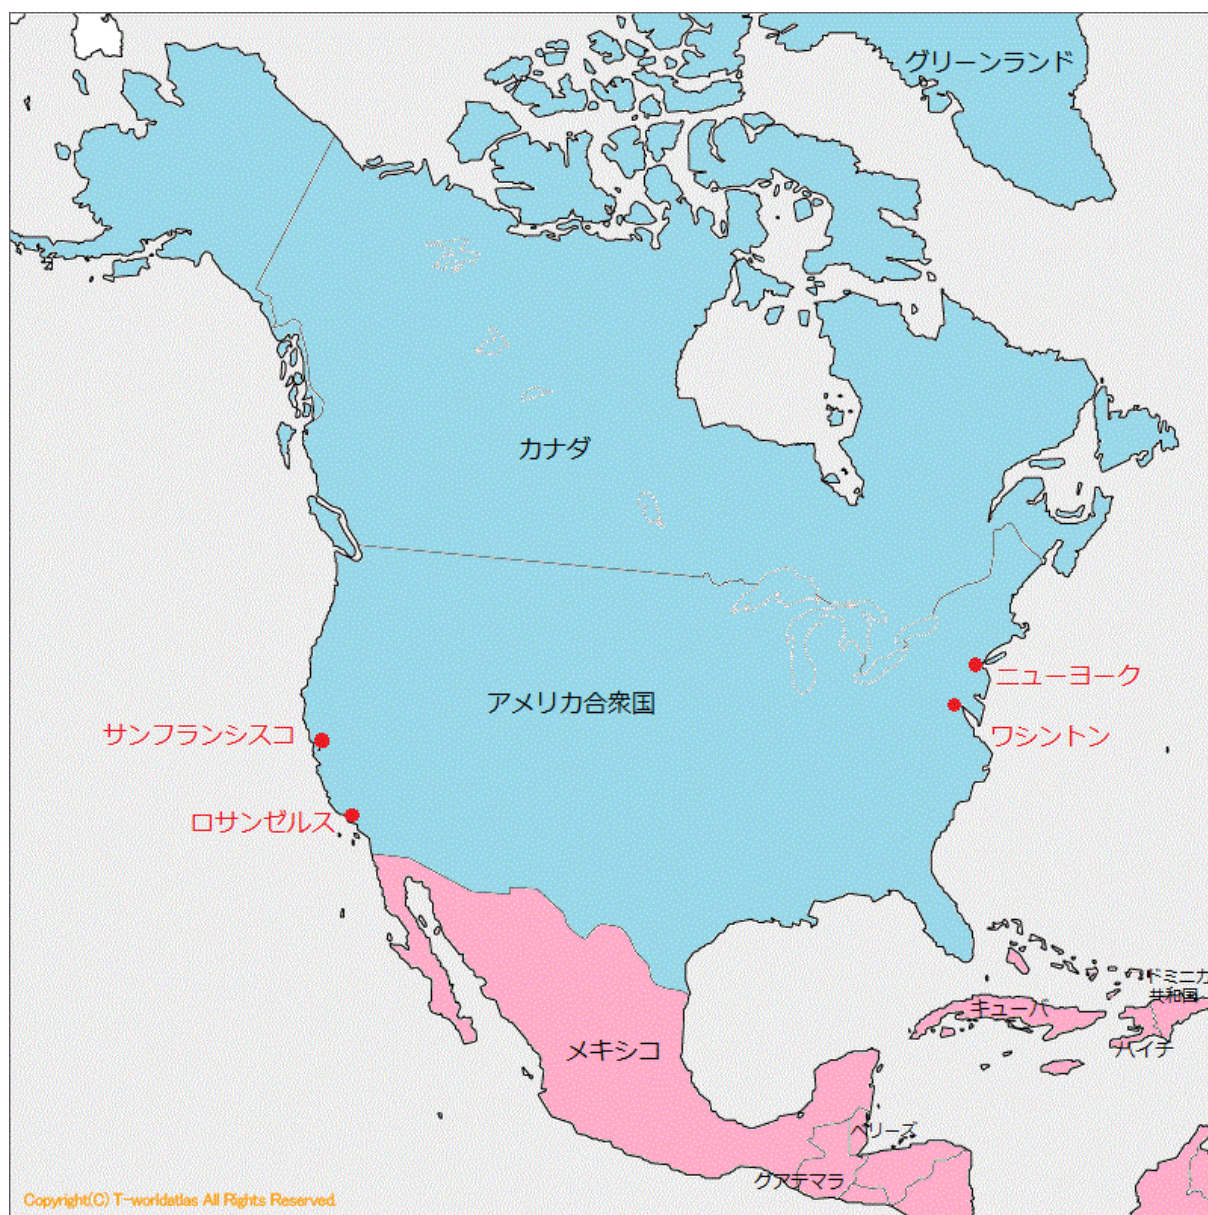 グリーンランド
カナダ
アメリカ合衆国
ニューヨーク
ワシントン
サンフランシスコ
ロサンゼルス
ドミニカ
共和国
キューバ
ハイチ
メキシコ
ベリーズ
グアテマラ
Copyright(C) T-worldatlas All Rights Reserved.